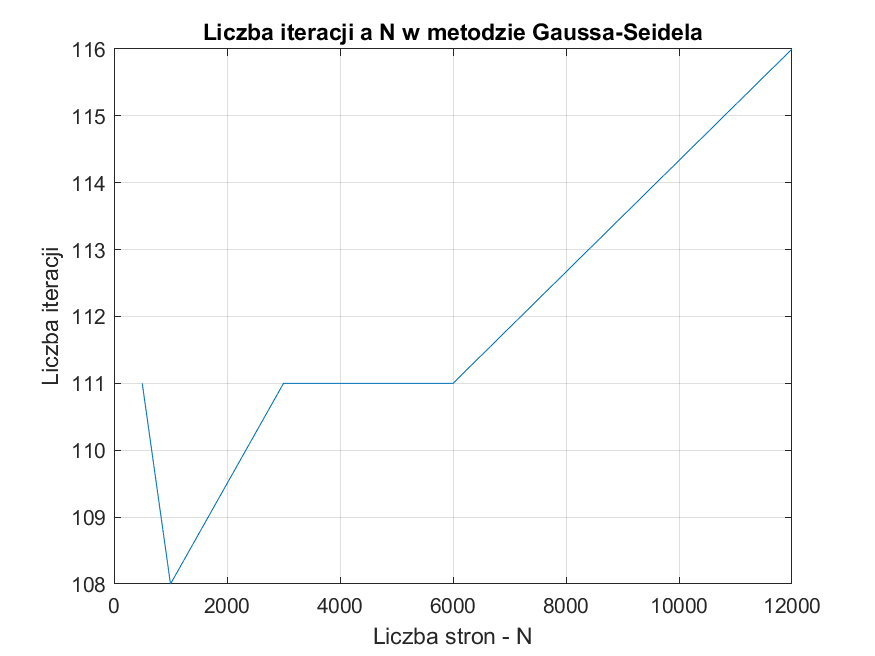 Liczba iteracji a N w metodzie Gaussa-Seidela
116
115
114
113
112
111
110
109
108
Liczba iteracji
0 2000 4000 6000 8000 10000 12000
Liczba stron - N